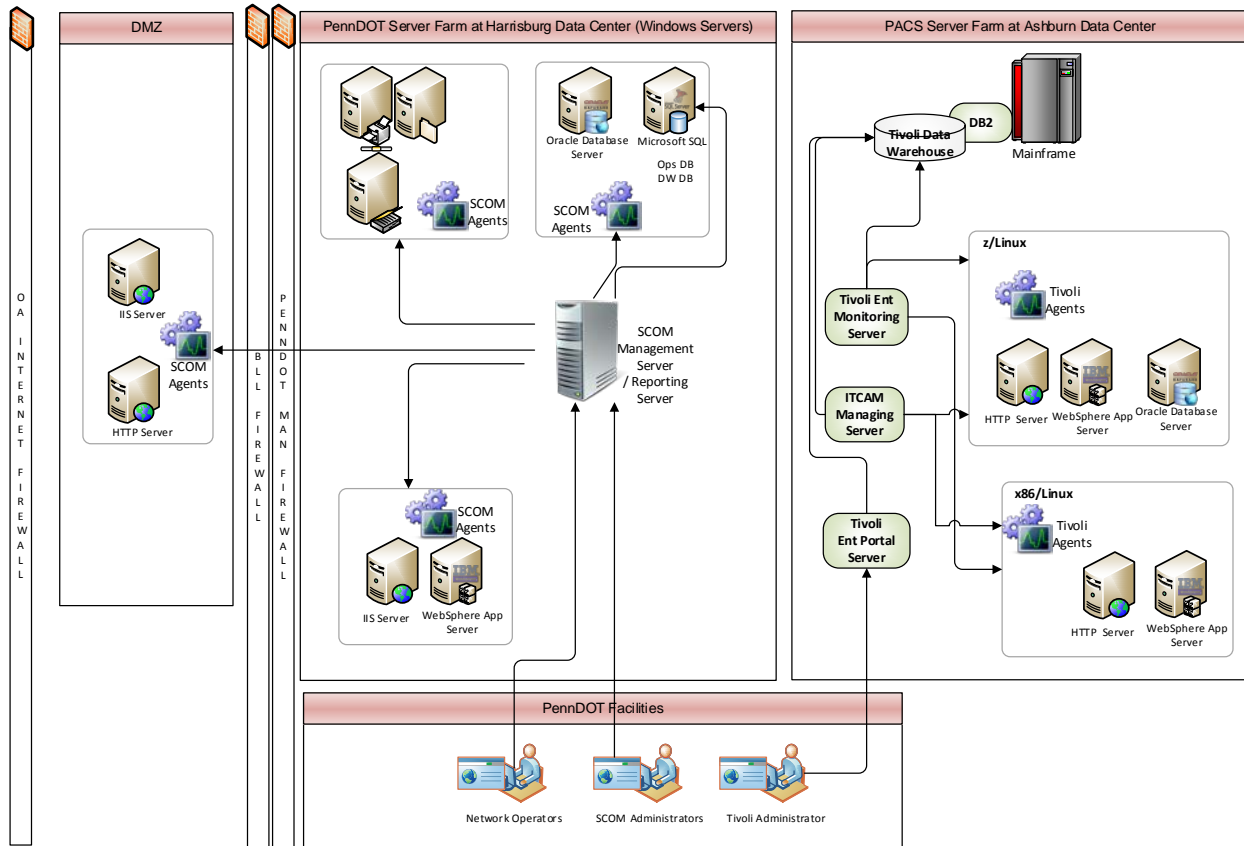 DMZ
PennDOT Server Farm at Harrisburg Data Center (Windows Servers)
PACS Server Farm at Ashburn Data Center
OA INTERNET FIREWALL
BLL FIREWALL
PENNDOT MAN FIREWALL
IIS Server
SCOM
Agents
HTTP Server
SCOM
Agents
Oracle Database
Server
Microsoft SQL
Ops DB
DW DB
SCOM
Agents
SCOM
Management
Server
/ Reporting
Server
SCOM
Agents
IIS Server
WebSphere App
Server
Tivoli Data
Warehouse
DB2
Mainframe
Tivoli Ent
Monitoring
Server
ITCAM
Managing
Server
Tivoli
Ent Portal
Server
z/Linux
Tivoli
Agents
HTTP Server
IBM
WebSphere App
Server
Oracle Database
Server
x86/Linux
Tivoli
Agents
HTTP Server
IBM
WebSphere App
Server
PennDOT Facilities
Network Operators
SCOM Administrators
Tivoli Administrator